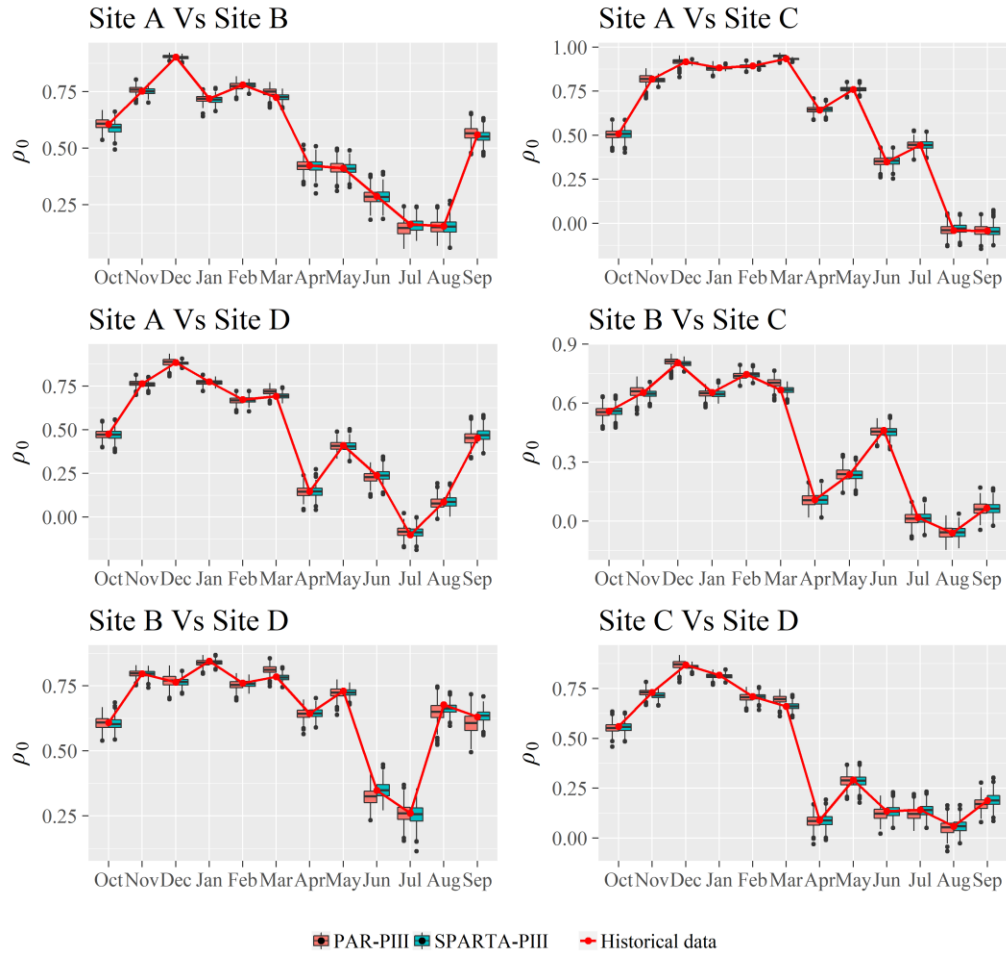 Site A Vs Site B
0.75
0.50
0.25
ρ0
Oct Nov Dec Jan Feb Mar Apr May Jun Jul Aug Sep
Site A Vs Site C
1.00
0.75
0.50
0.25
0.00
ρ0
Oct Nov Dec Jan Feb Mar Apr May Jun Jul Aug Sep
Site A Vs Site D
0.75
0.50
0.25
0.00
ρ0
Oct Nov Dec Jan Feb Mar Apr May Jun Jul Aug Sep
Site B Vs Site C
0.9
0.6
0.3
0.0
ρ0
Oct Nov Dec Jan Feb Mar Apr May Jun Jul Aug Sep
Site B Vs Site D
0.75
0.50
0.25
ρ0
Oct Nov Dec Jan Feb Mar Apr May Jun Jul Aug Sep
Site C Vs Site D
0.75
0.50
0.25
0.00
ρ0
Oct Nov Dec Jan Feb Mar Apr May Jun Jul Aug Sep
PAR-PIII SPARTA-PIII Historical data